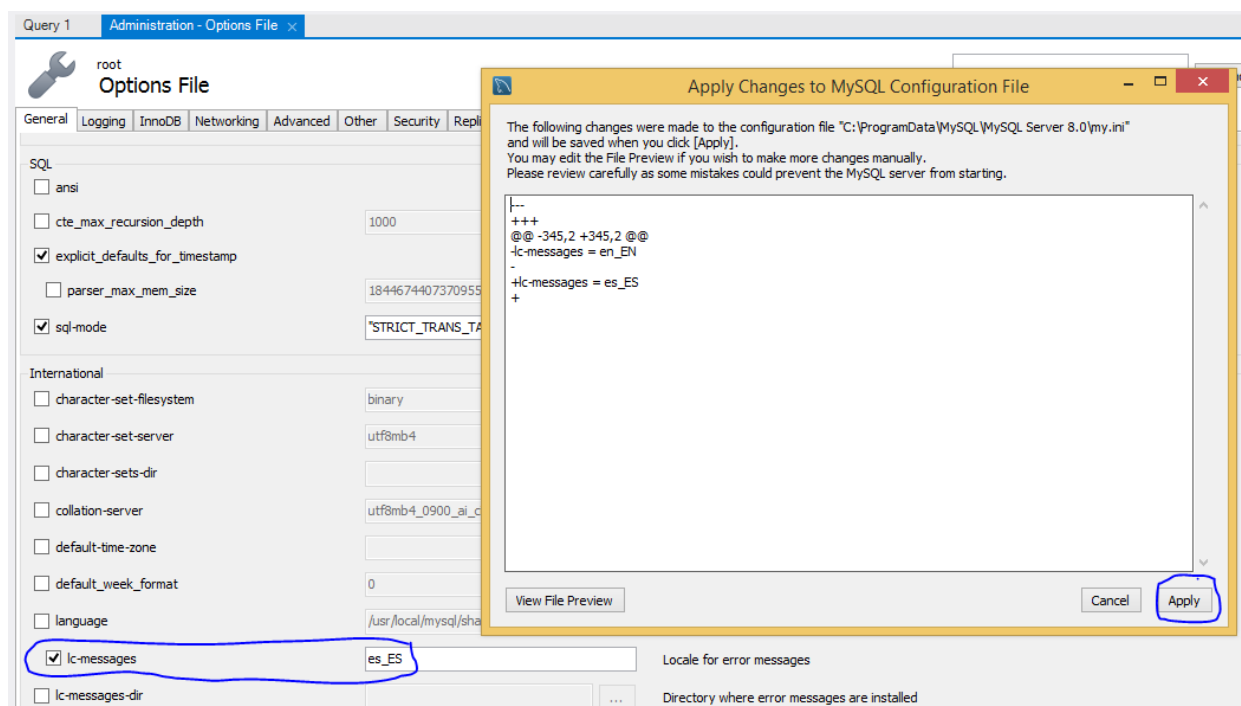 Query 1
Administration - Options File ×
root
Options File
General Logging InnoDB Networking Advanced Other Security Repli
SQL
ansi
cte_max_recursion_depth 1000
explicit_defaults_for_timestamp
parser_max_mem_size 1844674407370955
sql-mode "STRICT_TRANS_TA
International
character-set-filesystem binary
character-set-server utf8mb4
character-sets-dir
collation-server utf8mb4_0900_ai_c
default-time-zone
default_week_format 0
language /usr/local/mysql/sha
lc-messages es_ES Locale for error messages
lc-messages-dir ... Directory where error messages are installed
Apply Changes to MySQL Configuration File
The following changes were made to the configuration file "C:\ProgramData\MySQL\MySQL Server 8.0\my.ini"
and will be saved when you click [Apply].
You may edit the File Preview if you wish to make more changes manually.
Please review carefully as some mistakes could prevent the MySQL server from starting.
---
+++
@@ -345,2 +345,2 @@
-lc-messages = en_EN
-
+lc-messages = es_ES
+
View File Preview Cancel Apply